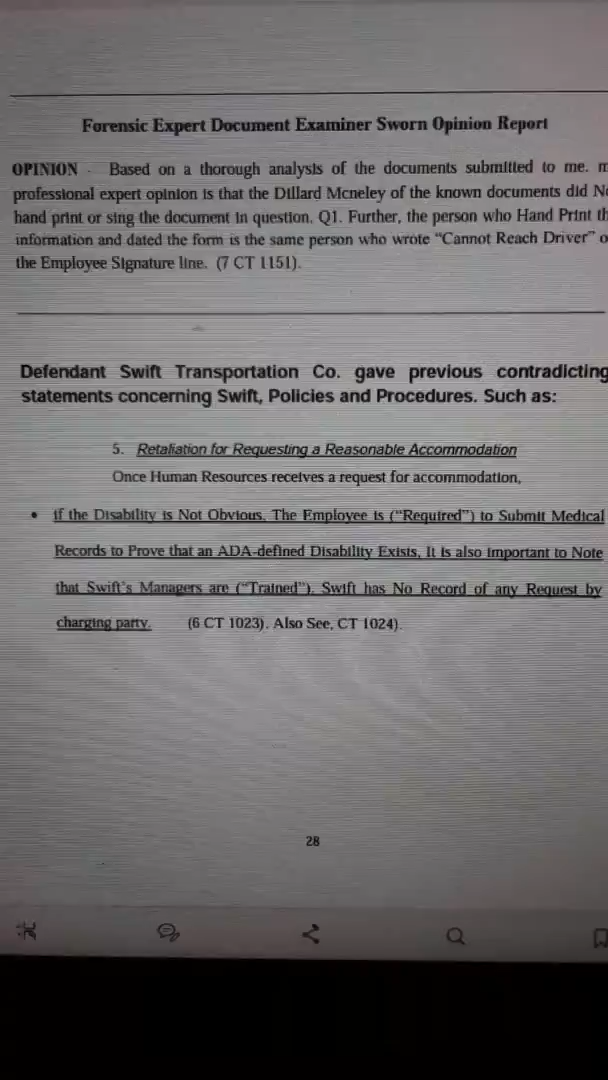 Forensic Expert Document Examiner Sworn Opinion Report
OPINION - Based on a thorough analysis of the documents submitted to me. m
professional expert opinion is that the Dillard Mcneley of the known documents did N
hand print or sing the document in question, Q1. Further, the person who Hand Print th
information and dated the form is the same person who wrote "Cannot Reach Driver" o
the Employee Signature line. (7 CT 1151).
Defendant Swift Transportation Co. gave previous contradicting
statements concerning Swift, Policies and Procedures. Such as:
5. Retaliation for Requesting a Reasonable Accommodation
Once Human Resources receives a request for accommodation,
• if the Disability is Not Obvious, The Employee is ("Required") to Submit Medical
Records to Prove that an ADA-defined Disability Exists, It is also Important to Note
that Swift's Managers are ("Trained"). Swift has No Record of any Request by
charging party. (6 CT 1023). Also See, CT 1024).
28